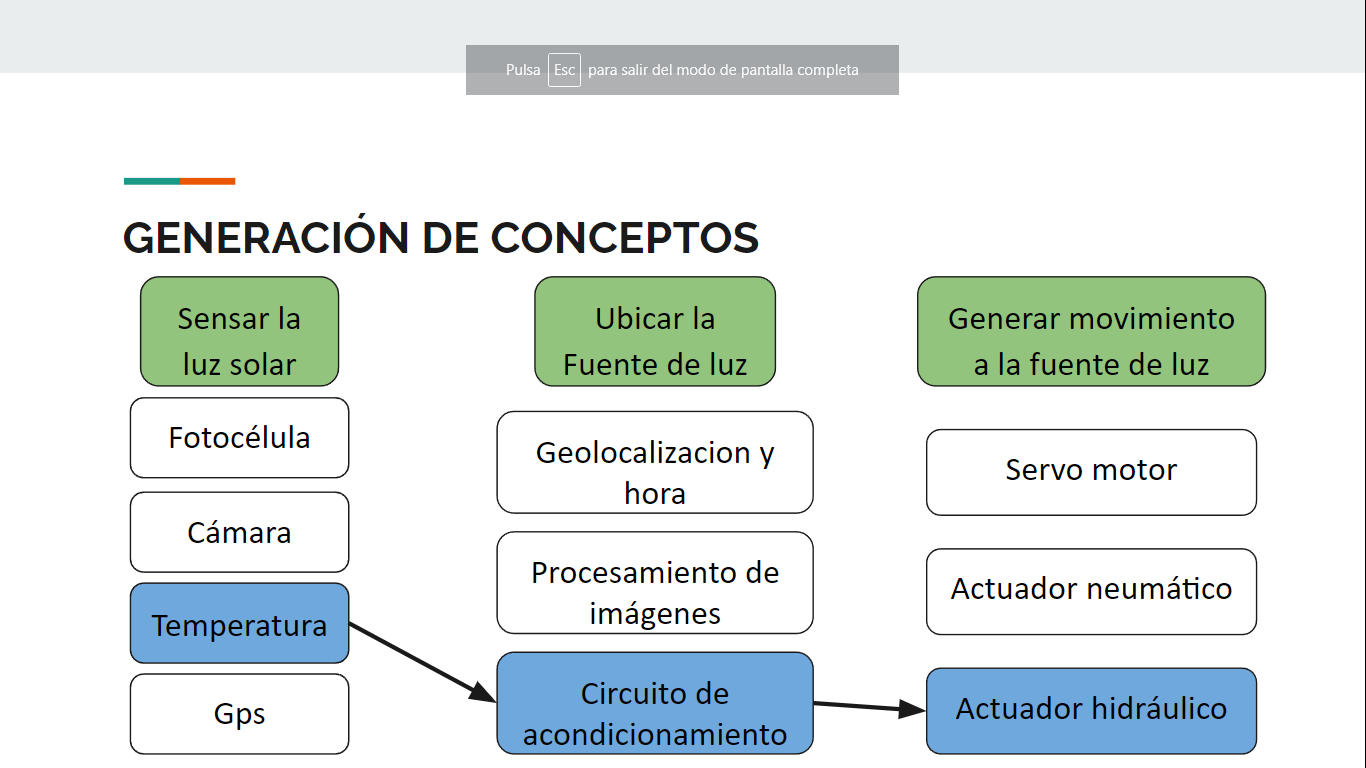 Pulsa Esc para salir del modo de pantalla completa
GENERACIÓN DE CONCEPTOS
Sensar la
luz solar
Fotocélula
Cámara
Temperatura
Gps
Ubicar la
Fuente de luz
Geolocalizacion y
hora
Procesamiento de
imágenes
Circuito de
acondicionamiento
Generar movimiento
a la fuente de luz
Servo motor
Actuador neumático
Actuador hidráulico